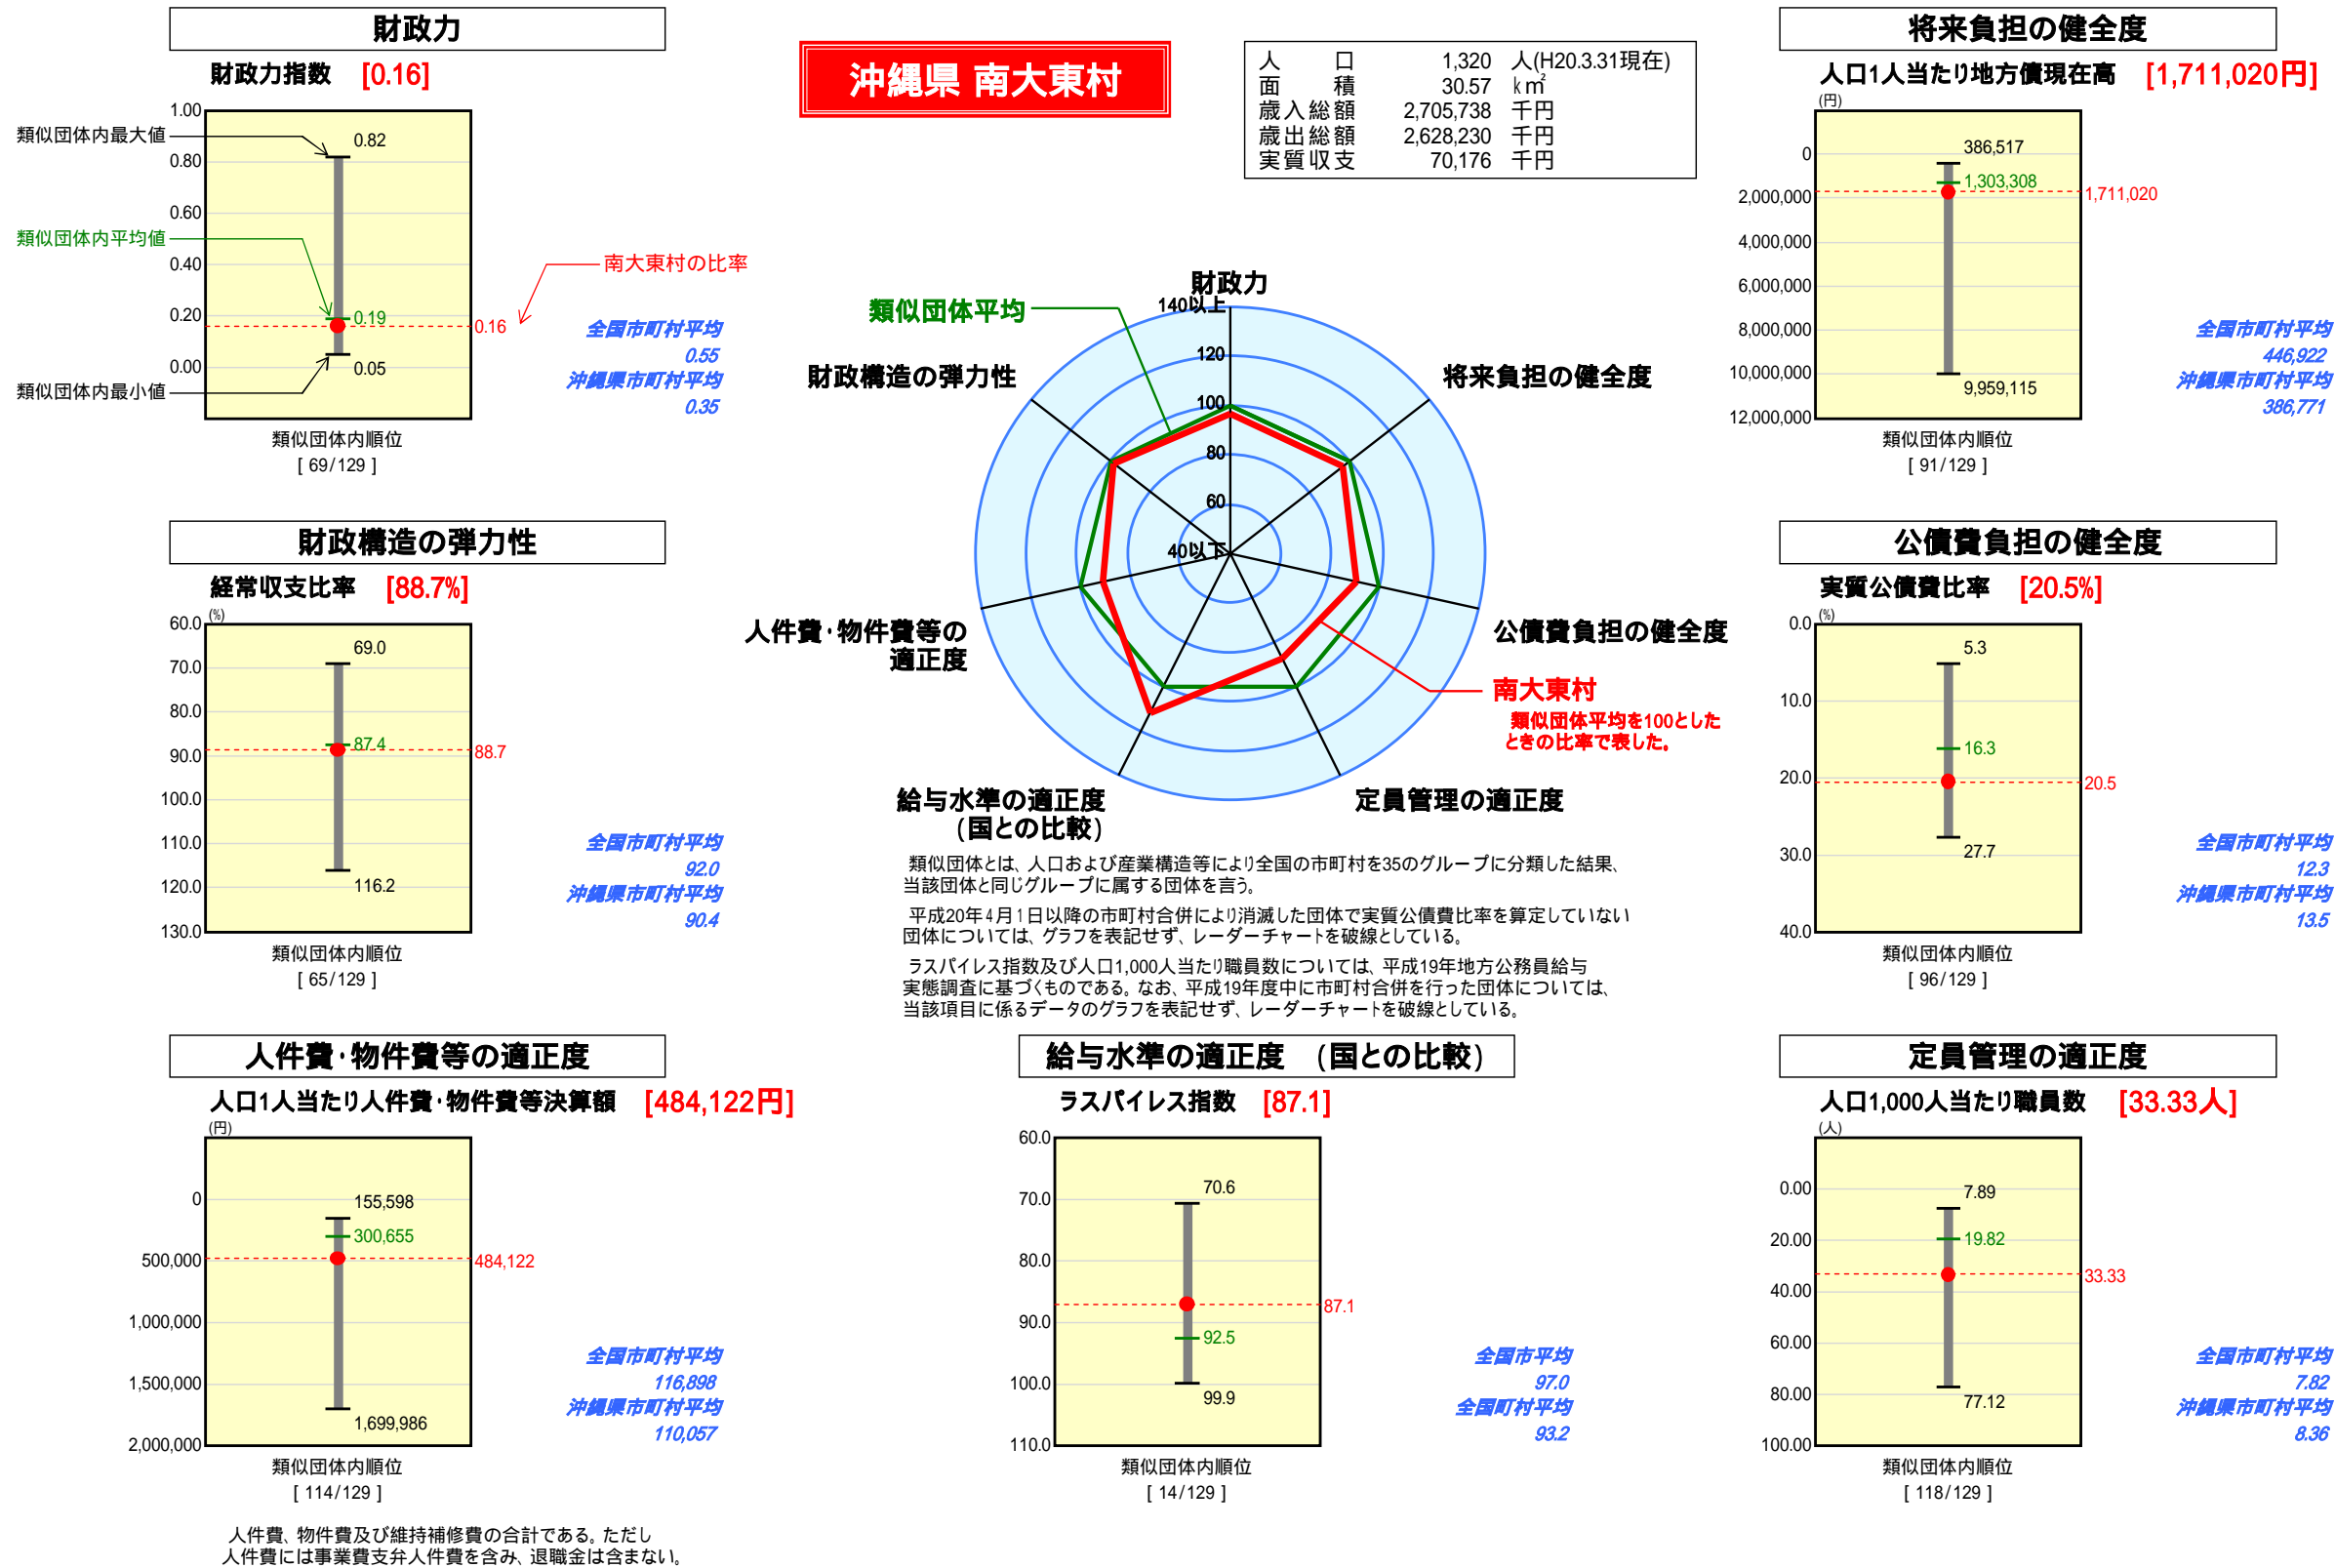 財政力
財政力指数 [0.16]
1.00
0.80
0.60
0.40
0.20
0.00
類似団体内最大値
類似団体内平均値
類似団体内最小値
0.82
0.19
0.05
0.16
南大東村の比率
全国市町村平均
0.55
沖縄県市町村平均
0.35
類似団体内順位
[ 69/129 ]
沖縄県 南大東村
人口 1,320 人(H20.3.31現在)
面積 30.57 k㎡
歳入総額 2,705,738 千円
歳出総額 2,628,230 千円
実質収支 70,176 千円
将来負担の健全度
人口1人当たり地方債現在高 [1,711,020円]
(円)
0
2,000,000
4,000,000
6,000,000
8,000,000
10,000,000
12,000,000
386,517
1,303,308
9,959,115
1,711,020
全国市町村平均
446,922
沖縄県市町村平均
386,771
類似団体内順位
[ 91/129 ]
財政力
類似団体平均
140以上
120
100
80
60
40以下
財政構造の弾力性
将来負担の健全度
人件費・物件費等の
適正度
公債費負担の健全度
南大東村
類似団体平均を100とした
ときの比率で表した。
給与水準の適正度
(国との比較)
定員管理の適正度
財政構造の弾力性
経常収支比率 [88.7%]
(%)
60.0
70.0
80.0
90.0
100.0
110.0
120.0
130.0
69.0
87.4
116.2
88.7
全国市町村平均
92.0
沖縄県市町村平均
90.4
類似団体内順位
[ 65/129 ]
類似団体とは、人口および産業構造等により全国の市町村を35のグループに分類した結果、
当該団体と同じグループに属する団体を言う。
平成20年4月1日以降の市町村合併により消滅した団体で実質公債費比率を算定していない
団体については、グラフを表記せず、レーダーチャートを破線としている。
ラスパイレス指数及び人口1,000人当たり職員数については、平成19年地方公務員給与
実態調査に基づくものである。なお、平成19年度中に市町村合併を行った団体については、
当該項目に係るデータのグラフを表記せず、レーダーチャートを破線としている。
公債費負担の健全度
実質公債費比率 [20.5%]
(%)
0.0
10.0
20.0
30.0
40.0
5.3
16.3
27.7
20.5
全国市町村平均
12.3
沖縄県市町村平均
13.5
類似団体内順位
[ 96/129 ]
人件費・物件費等の適正度
人口1人当たり人件費・物件費等決算額 [484,122円]
(円)
0
500,000
1,000,000
1,500,000
2,000,000
155,598
300,655
1,699,986
484,122
全国市町村平均
116,898
沖縄県市町村平均
110,057
類似団体内順位
[ 114/129 ]
人件費、物件費及び維持補修費の合計である。ただし
人件費には事業費支弁人件費を含み、退職金は含まない。
給与水準の適正度 (国との比較)
ラスパイレス指数 [87.1]
60.0
70.0
80.0
90.0
100.0
110.0
70.6
92.5
99.9
87.1
全国市平均
97.0
全国町村平均
93.2
類似団体内順位
[ 14/129 ]
定員管理の適正度
人口1,000人当たり職員数 [33.33人]
(人)
0.00
20.00
40.00
60.00
80.00
100.00
7.89
19.82
77.12
33.33
全国市町村平均
7.82
沖縄県市町村平均
8.36
類似団体内順位
[ 118/129 ]